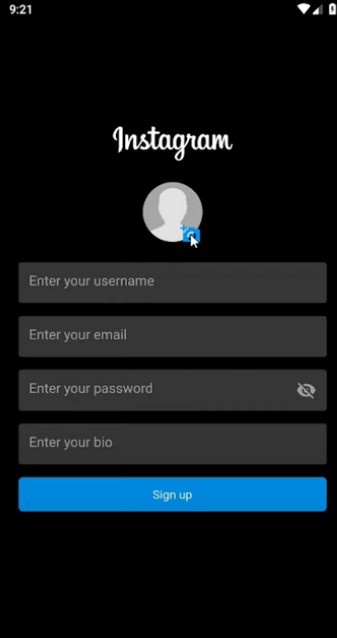 9:21
Instagram
Enter your username
Enter your email
Enter your password
Enter your bio
Sign up